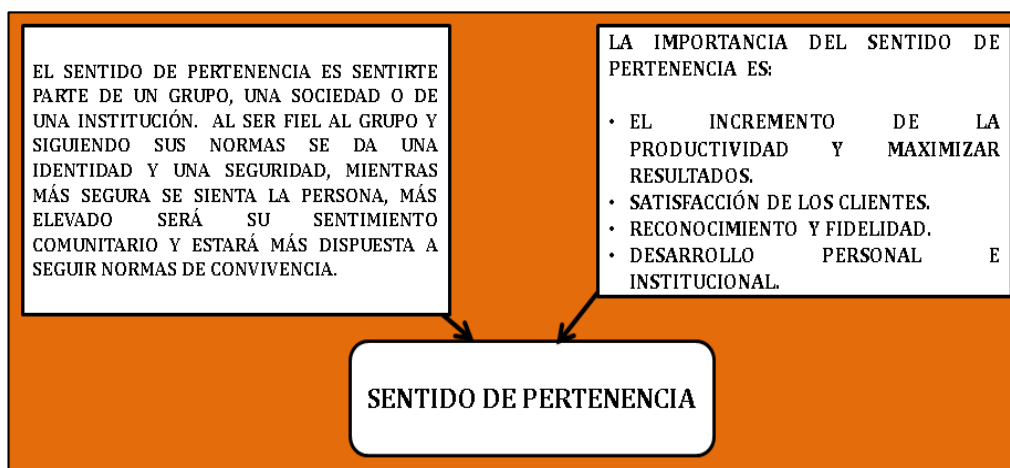 EL SENTIDO DE PERTENENCIA ES SENTIRTE
PARTE DE UN GRUPO, UNA SOCIEDAD O DE
UNA INSTITUCIÓN. AL SER FIEL AL GRUPO Y
SIGUIENDO SUS NORMAS SE DA UNA
IDENTIDAD Y UNA SEGURIDAD, MIENTRAS
MÁS SEGURA SE SIENTA LA PERSONA, MÁS
ELEVADO SERÁ SU SENTIMIENTO
COMUNITARIO Y ESTARÁ MÁS DISPUESTA A
SEGUIR NORMAS DE CONVIVENCIA.
LA IMPORTANCIA DEL SENTIDO DE
PERTENENCIA ES:
• EL INCREMENTO DE LA
PRODUCTIVIDAD Y MAXIMIZAR
RESULTADOS.
• SATISFACCIÓN DE LOS CLIENTES.
• RECONOCIMIENTO Y FIDELIDAD.
• DESARROLLO PERSONAL E
INSTITUCIONAL.
SENTIDO DE PERTENENCIA